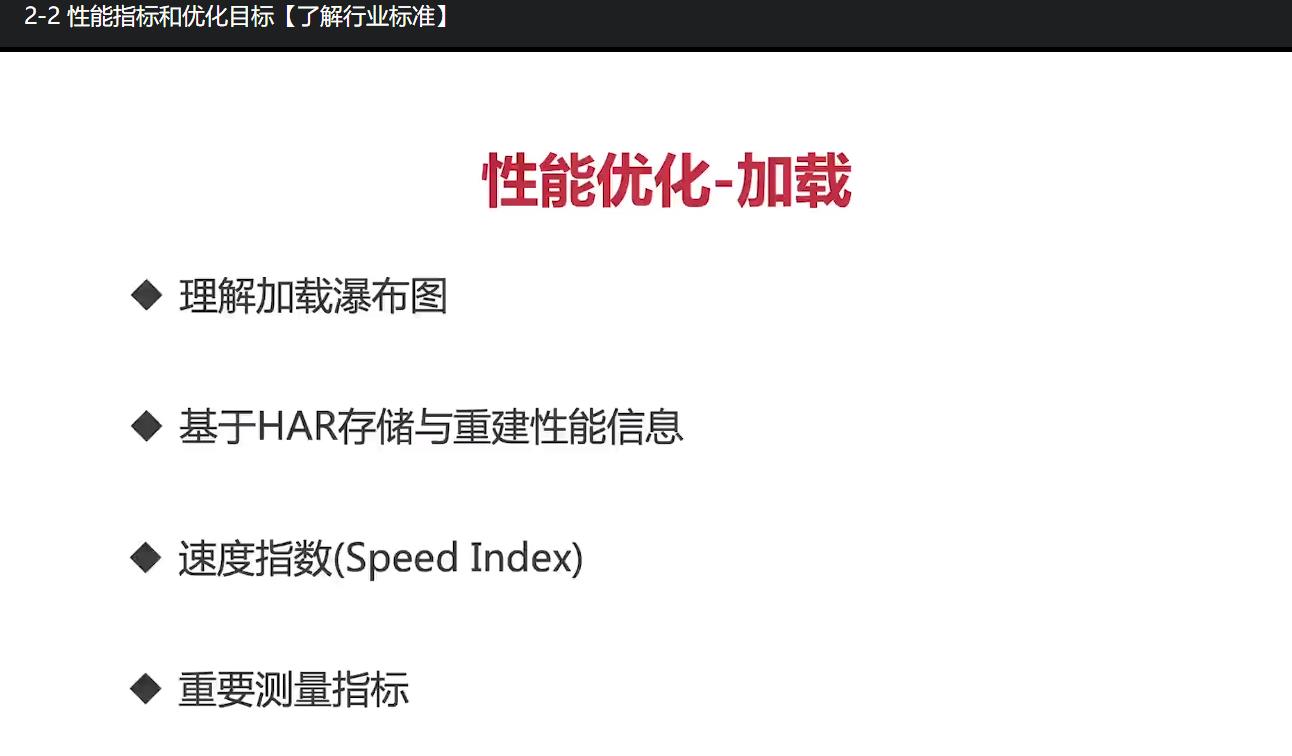 2-2 性能指标和优化目标【了解行业标准】
性能优化-加载
◆ 理解加载瀑布图
◆ 基于HAR存储与重建性能信息
◆ 速度指数(Speed Index)
◆ 重要测量指标